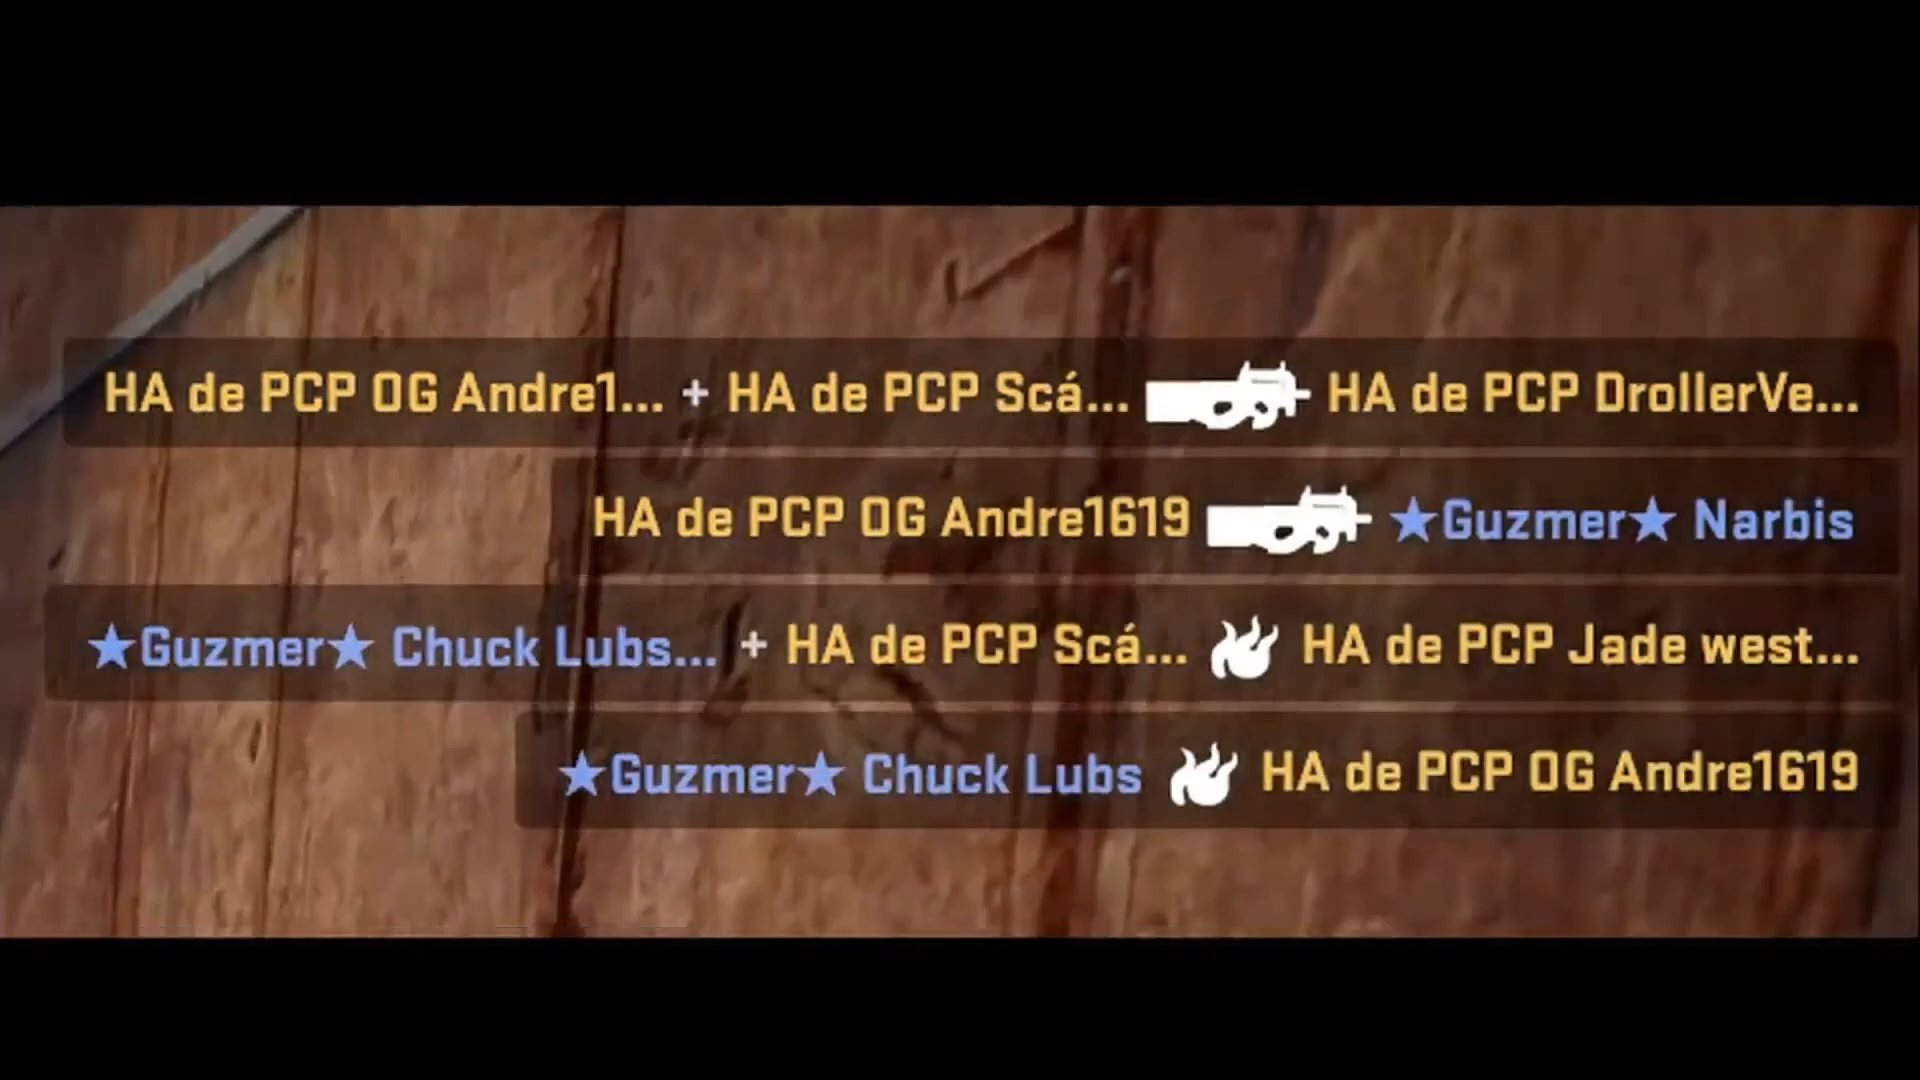 HA de PCP OG Andre1... + HA de PCP Scá... HA de PCP DrollerVe...
HA de PCP OG Andre1619 ★Guzmer★ Narbis
★Guzmer★ Chuck Lubs... + HA de PCP Scá... HA de PCP Jade west...
★Guzmer★ Chuck Lubs HA de PCP OG Andre1619